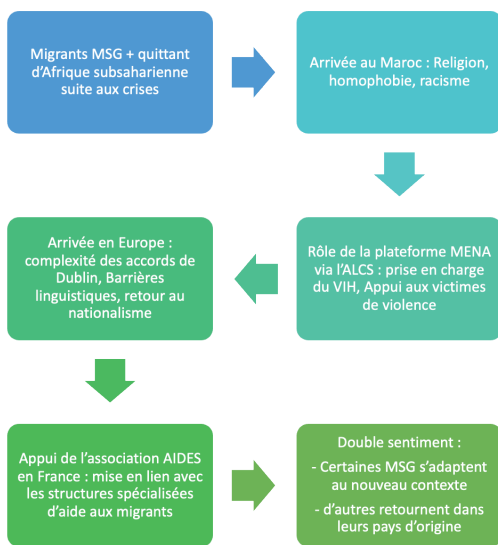 Migrants MSG + quittant
d'Afrique subsaharienne
suite aux crises
Arrivée au Maroc : Religion,
homophobie, racisme
Rôle de la plateforme MENA
via l'ALCS : prise en charge
du VIH, Appui aux victimes
de violence
Arrivée en Europe :
complexité des accords de
Dublin, Barrières
linguistiques, retour au
nationalisme
Appui de l'association AIDES
en France : mise en lien avec
les structures spécialisées
d'aide aux migrants
Double sentiment :
- Certaines MSG s'adaptent
au nouveau contexte
- d'autres retournent dans
leurs pays d'origine